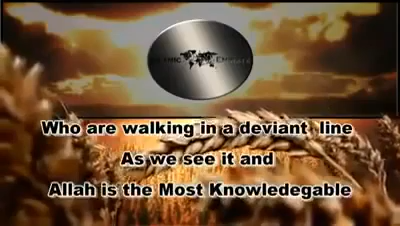 Who are walking in a deviant line
As we see it and
Allah is the Most Knowledegable